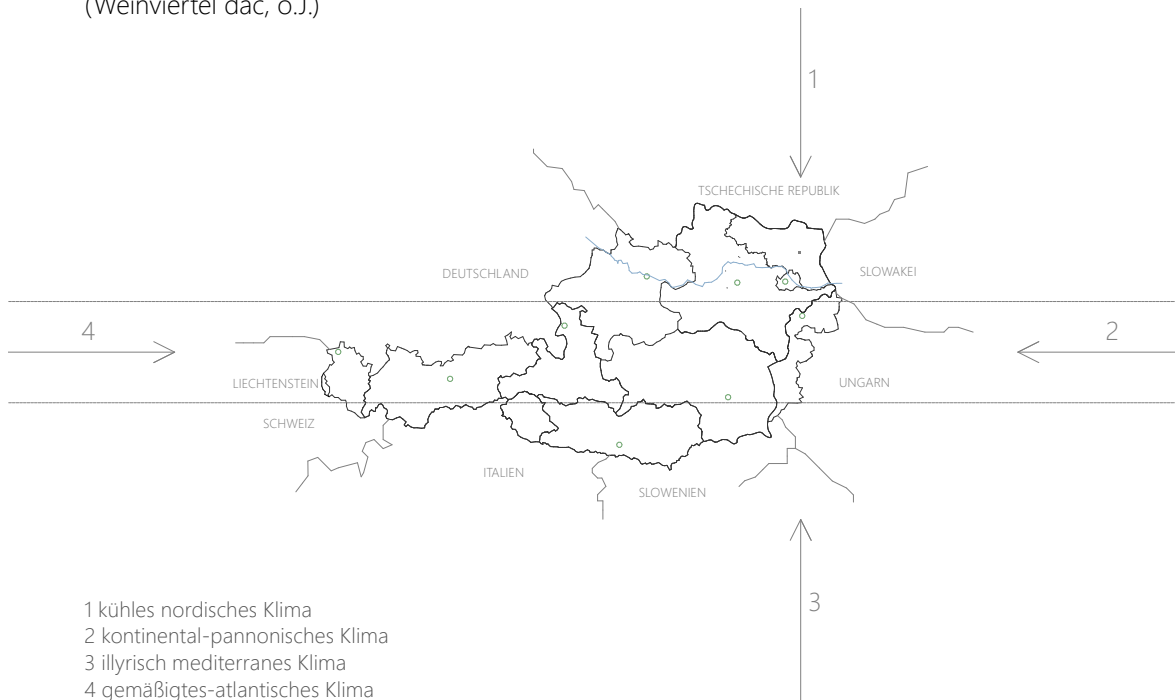 (Weinviertel dac, o.J.)
1
TSCHECHISCHE REPUBLIK
DEUTSCHLAND
SLOWAKEI
4
2
LIECHTENSTEIN
UNGARN
SCHWEIZ
ITALIEN
SLOWENIEN
3
1 kühles nordisches Klima
2 kontinental-pannonisches Klima
3 illyrisch mediterranes Klima
4 gemäßigtes-atlantisches Klima